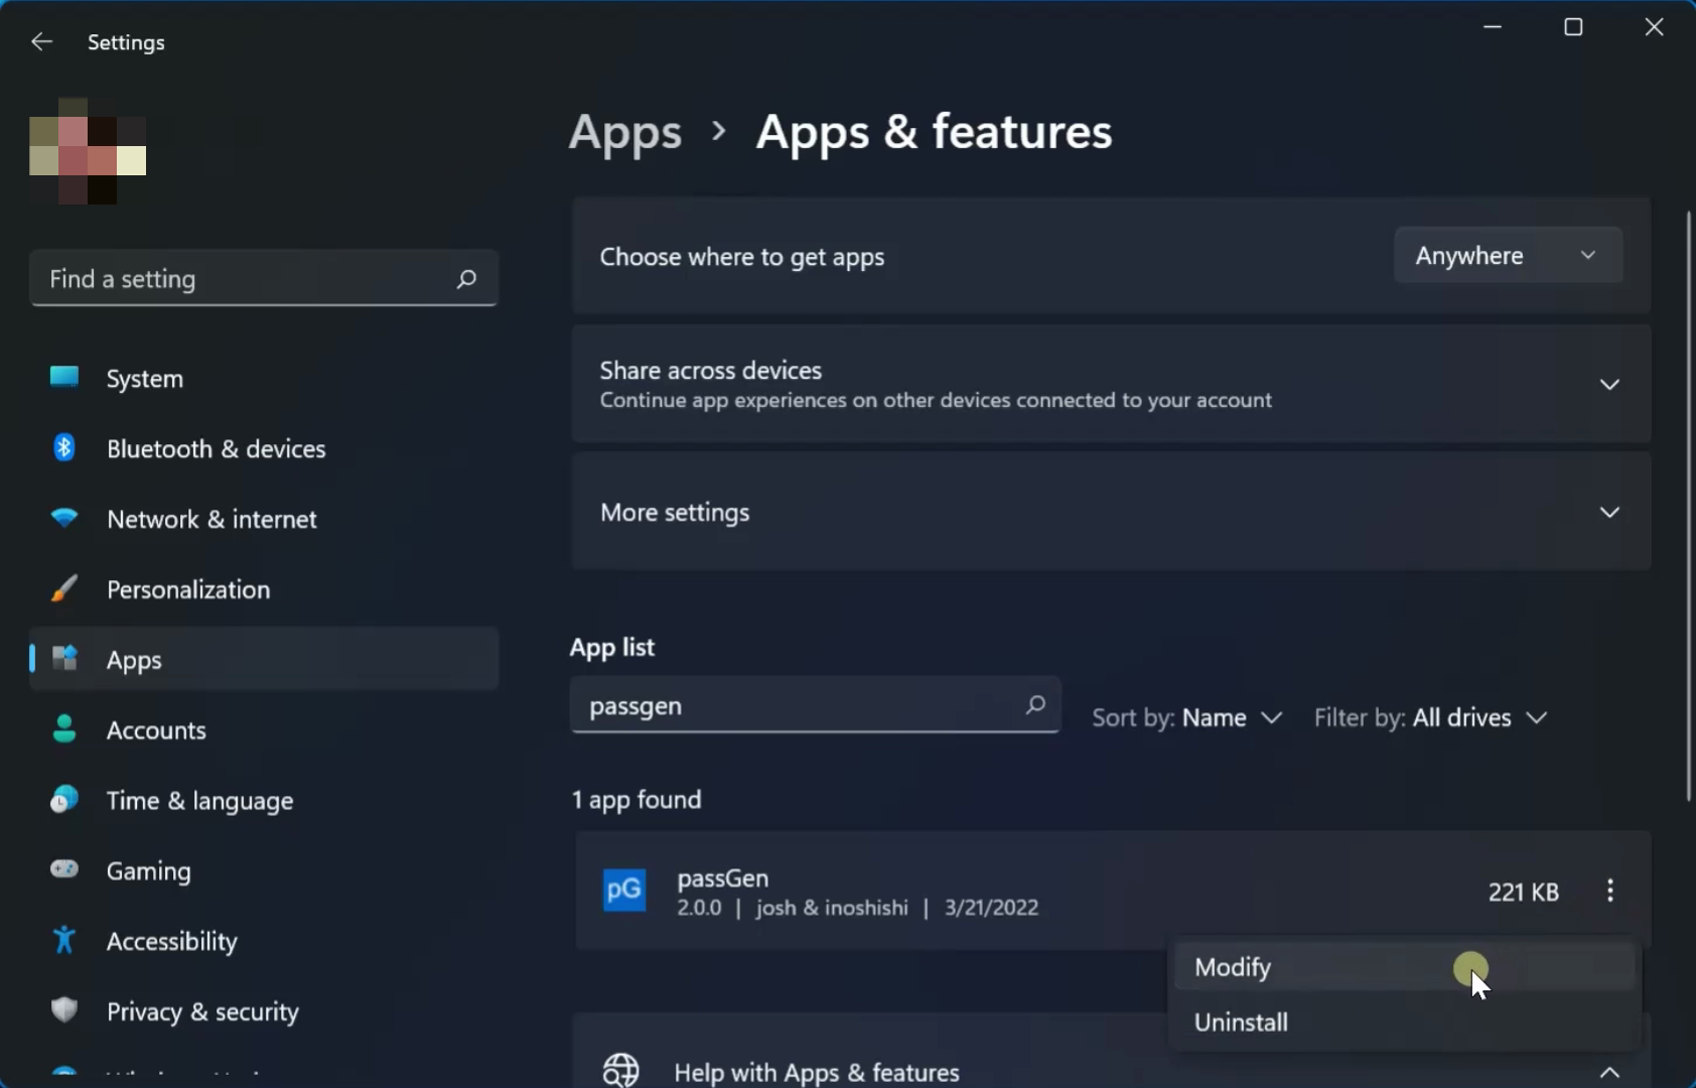 Settings
Find a setting
System
Bluetooth & devices
Network & internet
Personalization
Apps
Accounts
Time & language
Gaming
Accessibility
Privacy & security
Apps > Apps & features
Choose where to get apps
Anywhere
Share across devices
Continue app experiences on other devices connected to your account
More settings
App list
passgen
Sort by: Name
Filter by: All drives
1 app found
pG
passGen
2.0.0 | josh & inoshishi | 3/21/2022
221 KB
Modify
Uninstall
Help with Apps & features